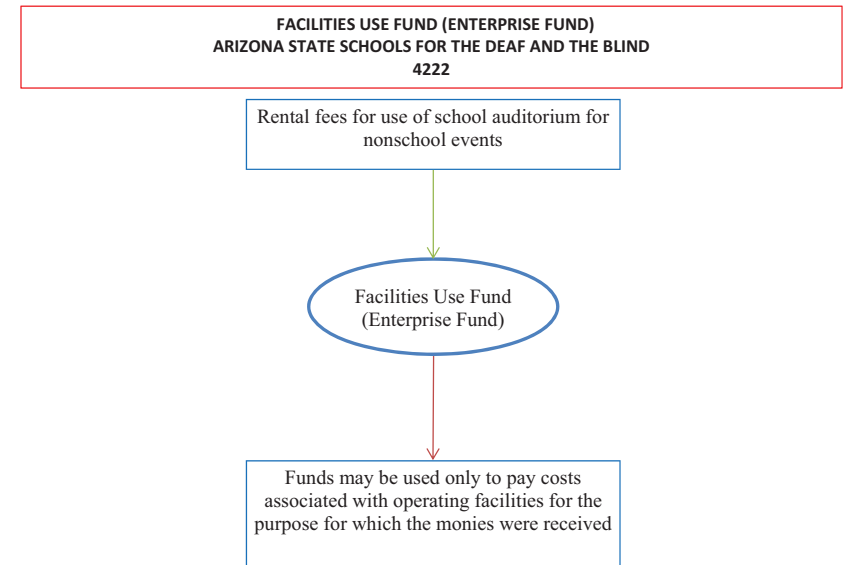 FACILITIES USE FUND (ENTERPRISE FUND)
ARIZONA STATE SCHOOLS FOR THE DEAF AND THE BLIND
4222
Rental fees for use of school auditorium for
nonschool events
Facilities Use Fund
(Enterprise Fund)
Funds may be used only to pay costs
associated with operating facilities for the
purpose for which the monies were received